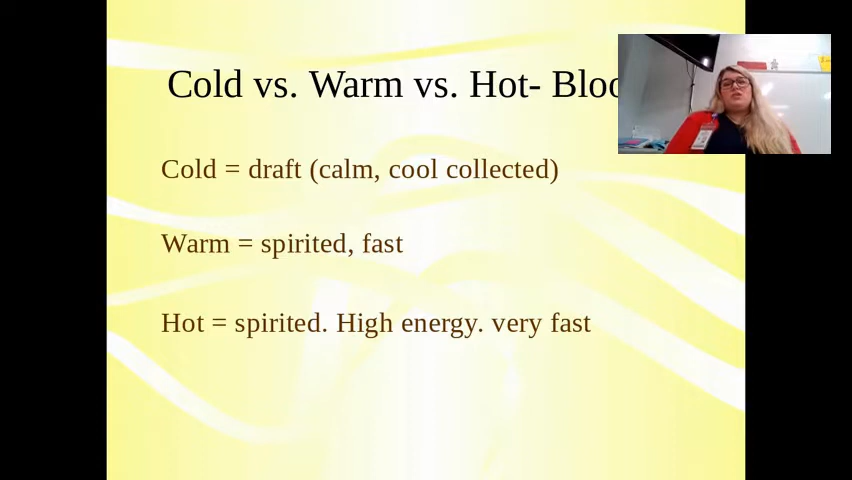 Cold vs. Warm vs. Hot-
Cold = draft (calm, cool collected)
Warm = spirited, fast
Hot = spirited. High energy. very fast